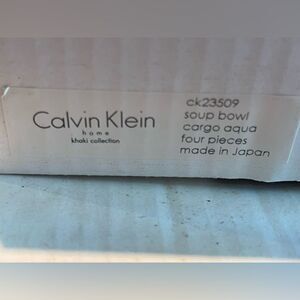 Calvin Klein
home
khaki collection
ck23509
soup bowl
cargo aqua
four pieces
made in Japan